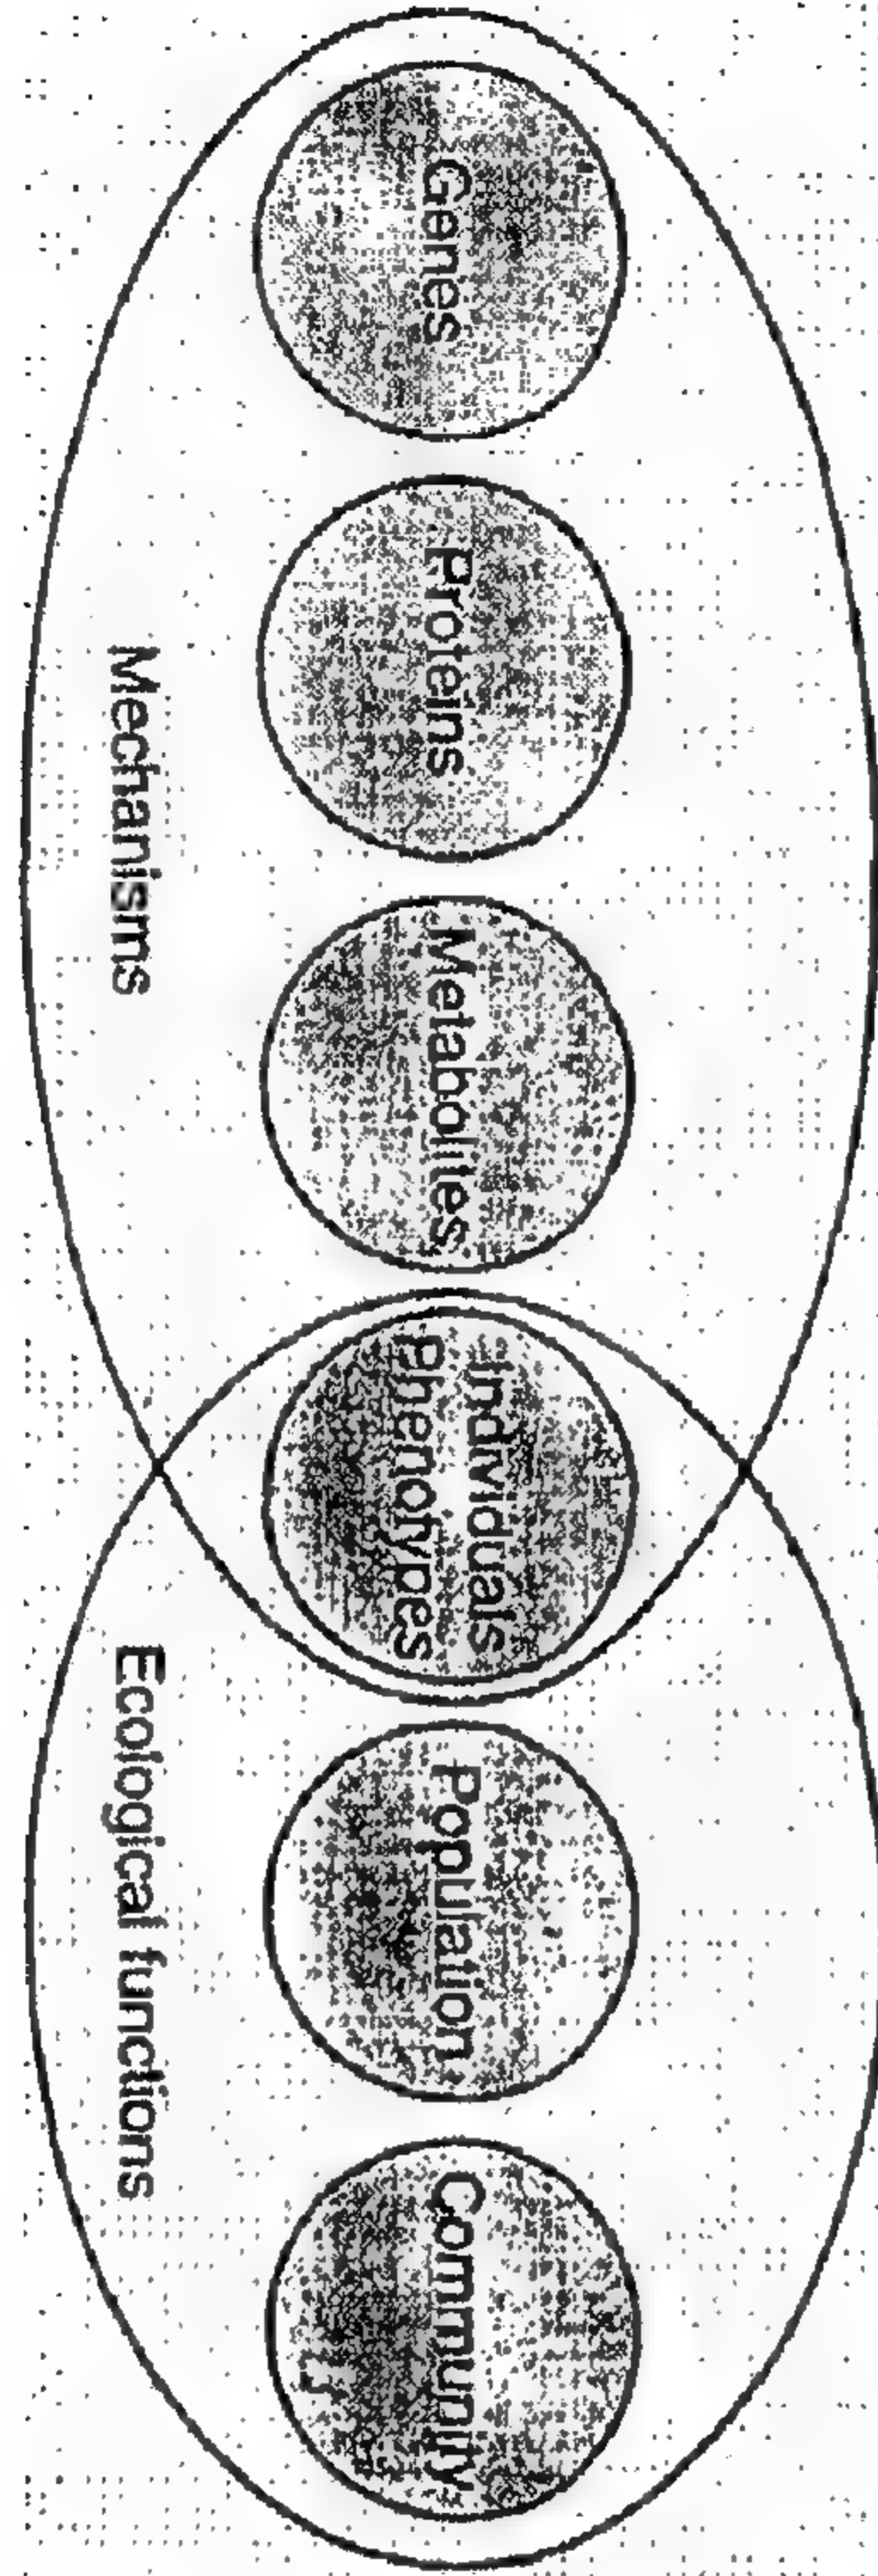 Genes
Proteins
Metabolites
Individuals
Phenotypes
Population
Community
Mechanisms
Ecological functions